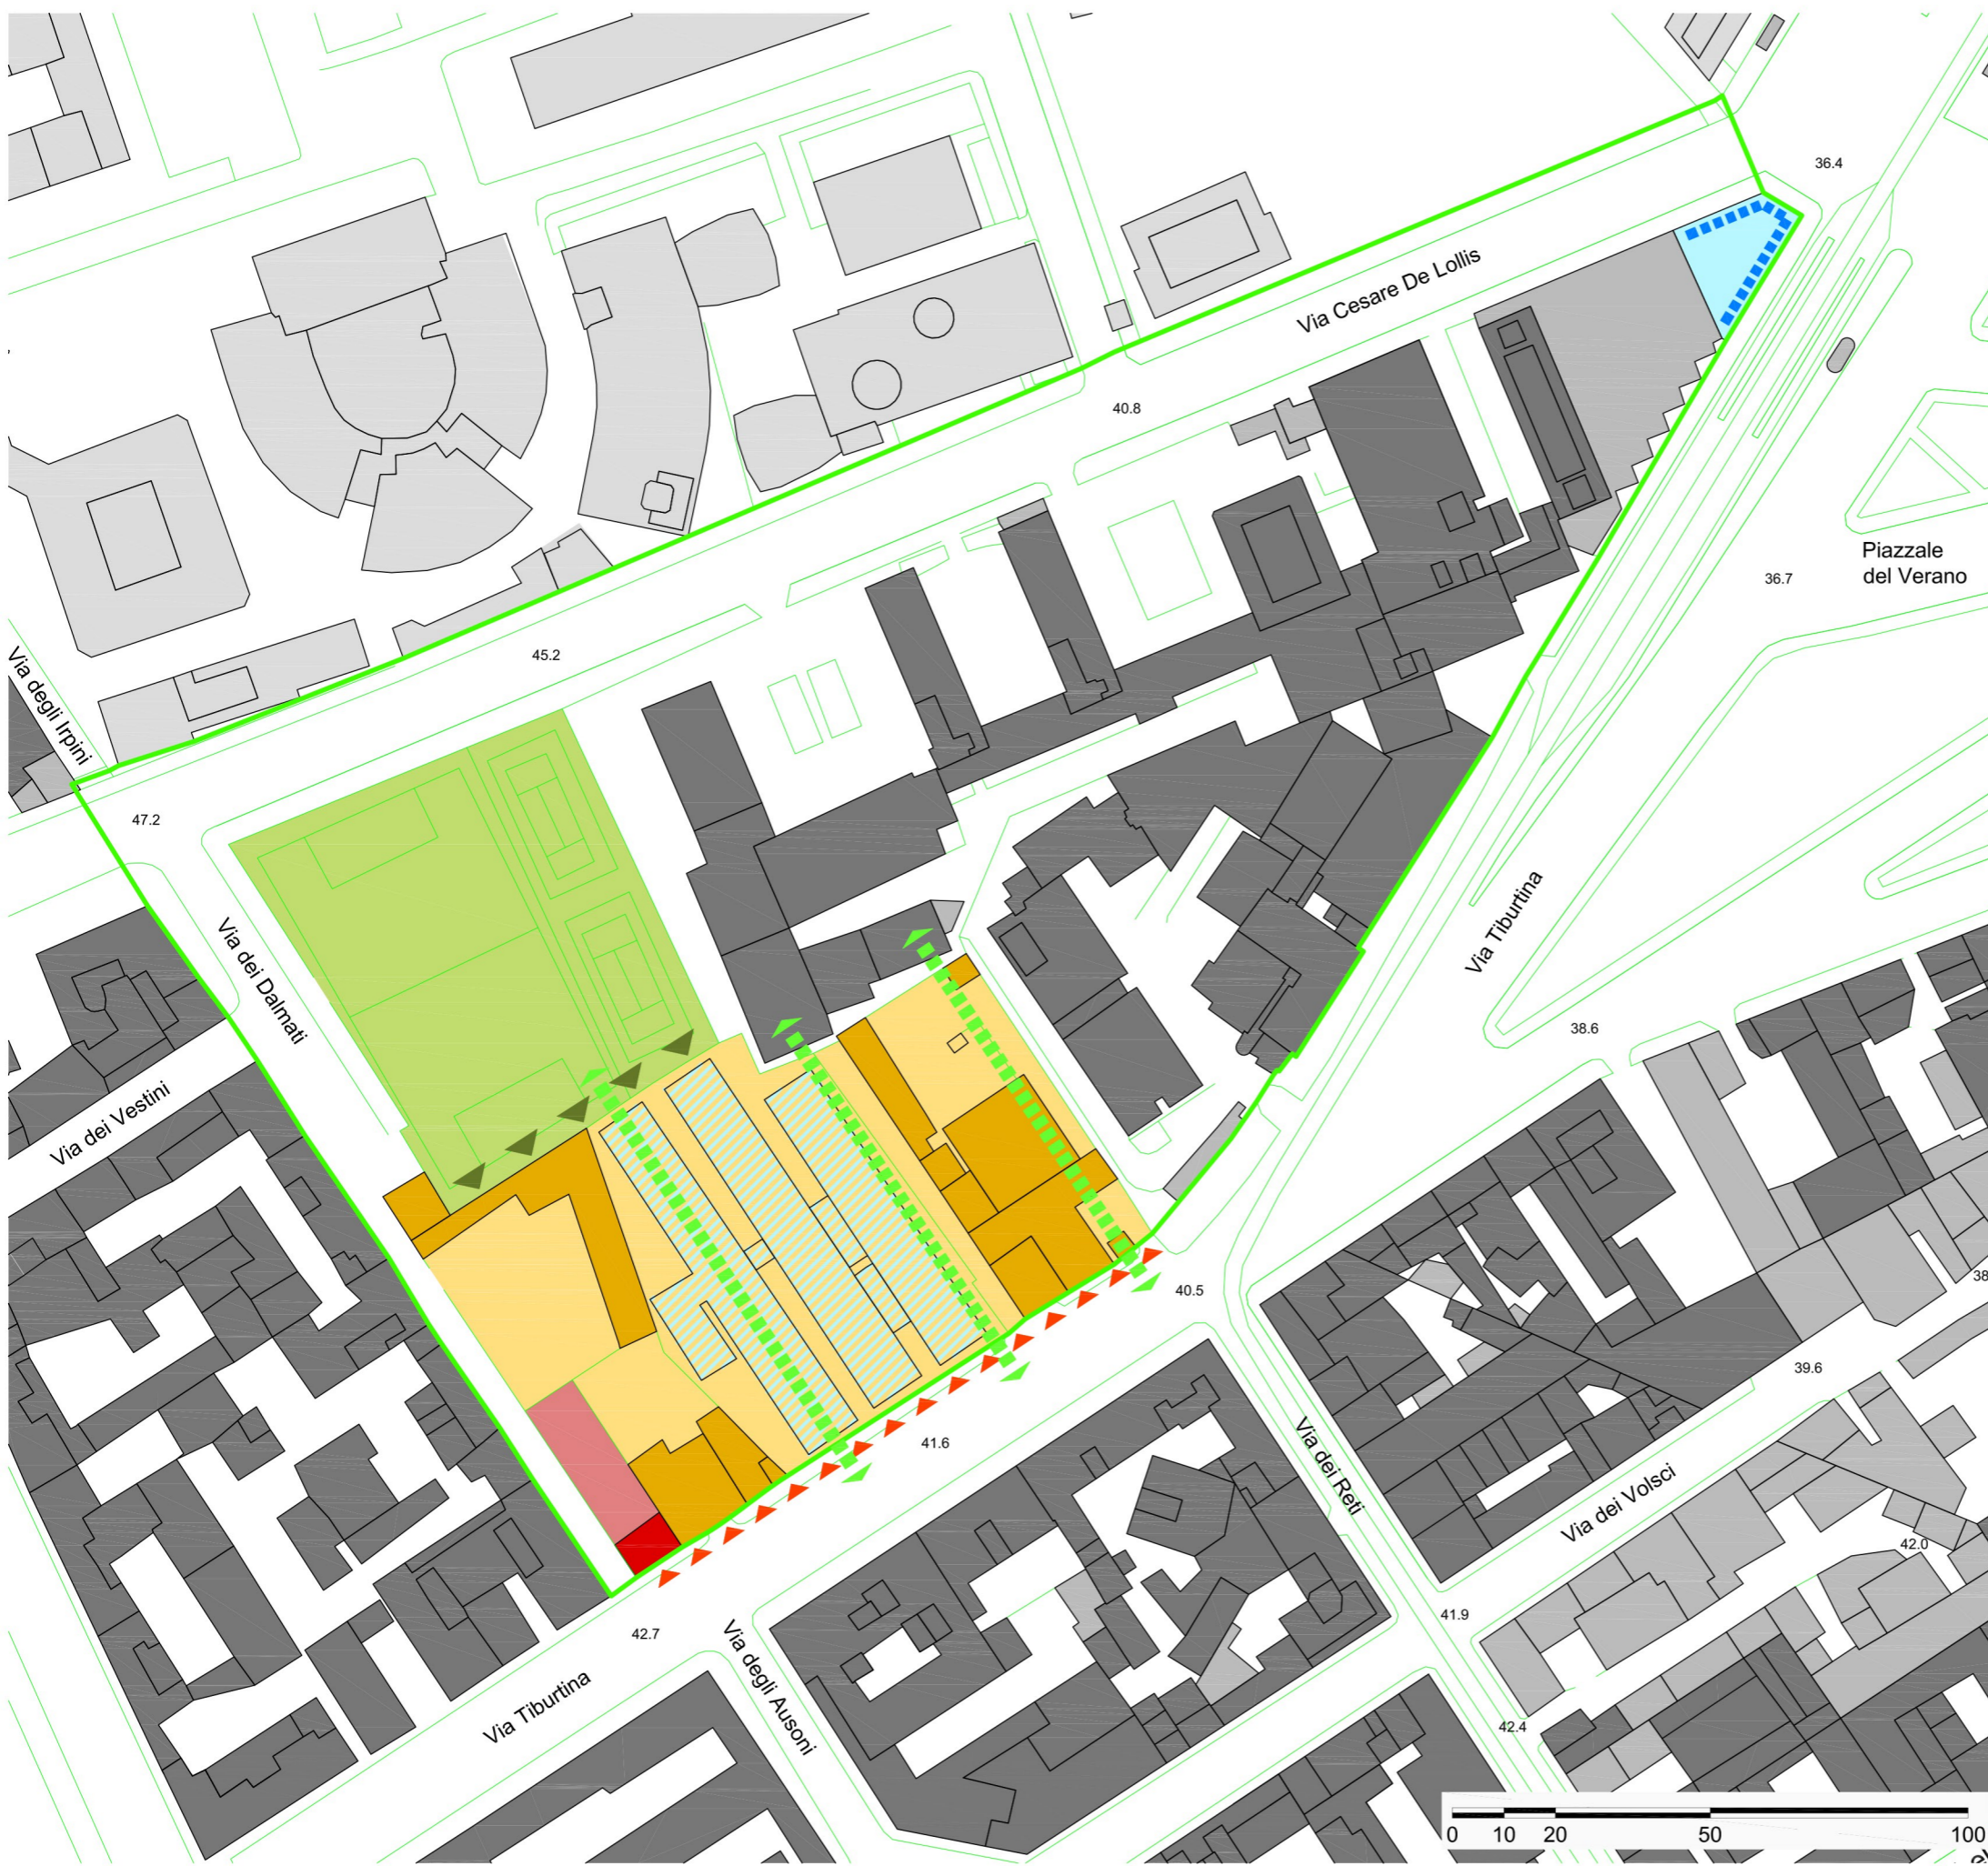 36.4
Via Cesare De Lollis
40.8
Piazzale
del Verano
36.7
45.2
Via degli Irpini
47.2
Via dei Dalmati
Via Tiburtina
38.6
Via dei Vestini
40.5
38
39.6
41.6
Via dei Reti
Via dei Volsci
42.0
41.9
42.7
Via degli Ausoni
Via Tiburtina
42.4
0 10 20 50 100